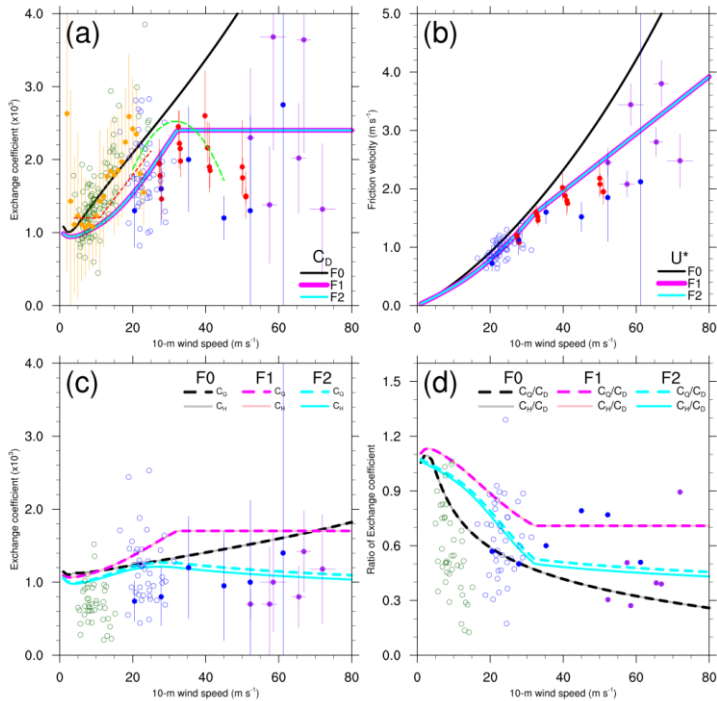 (a)
4.0
3.0
2.0
1.0
0.0
Exchange coefficient (x10³)
C_D
F0
F1
F2
0 20 40 60 80
10-m wind speed (m s⁻¹)
(b)
5.0
4.0
3.0
2.0
1.0
0.0
Friction velocity (m s⁻¹)
U*
F0
F1
F2
0 20 40 60 80
10-m wind speed (m s⁻¹)
(c)
F0 F1 F2
C_Q C_Q C_Q
C_H C_H C_H
4.0
3.0
2.0
1.0
0.0
Exchange coefficient (x10³)
0 20 40 60 80
10-m wind speed (m s⁻¹)
(d)
F0 F1 F2
C_Q/C_D C_Q/C_D C_Q/C_D
C_H/C_D C_H/C_D C_H/C_D
1.5
1.2
0.9
0.6
0.3
0.0
Ratio of Exchange coefficient
0 20 40 60 80
10-m wind speed (m s⁻¹)